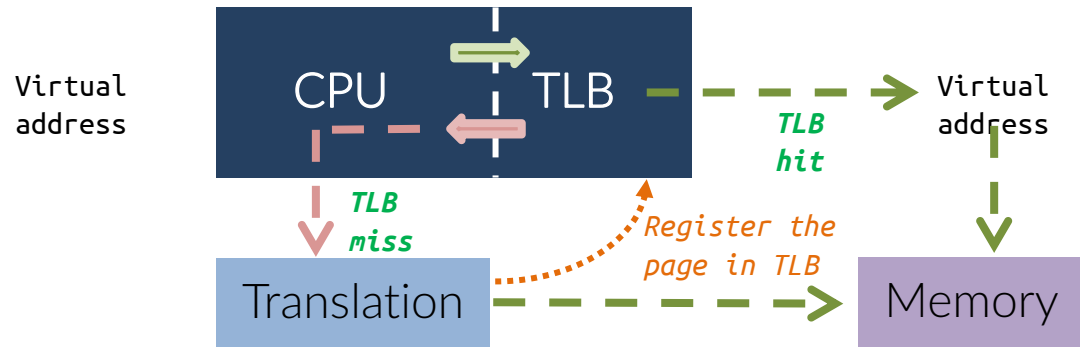 Virtual
address
CPU
TLB
TLB
hit
Virtual
address
TLB
miss
Register the
page in TLB
Translation
Memory